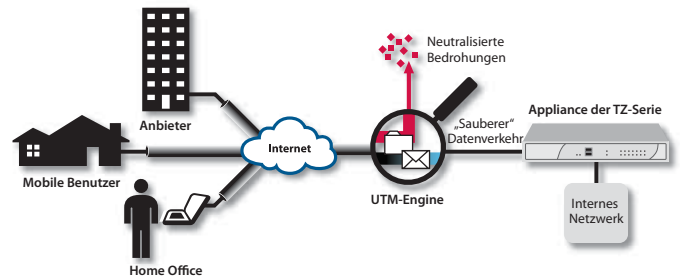 Neutralisierte
Bedrohungen
Anbieter
Appliance der TZ-Serie
„Sauberer“
Datenverkehr
Internet
Mobile Benutzer
UTM-Engine
Internes
Netzwerk
Home Office